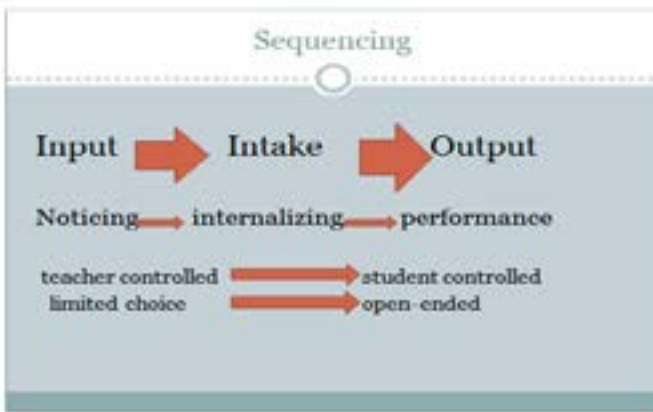 Sequencing
Input Intake Output
Noticing internalizing performance
teacher controlled student controlled
limited choice open-ended